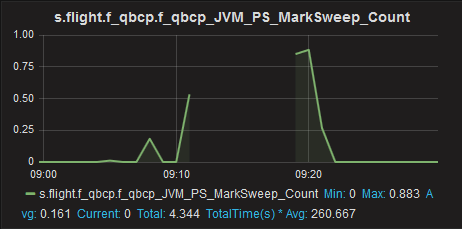 s.flight.f_qbcp.f_qbcp_JVM_PS_MarkSweep_Count
1.00
0.75
0.50
0.25
0
09:00 09:10 09:20
s.flight.f_qbcp.f_qbcp_JVM_PS_MarkSweep_Count Min: 0 Max: 0.883 A
vg: 0.161 Current: 0 Total: 4.344 TotalTime(s) * Avg: 260.667